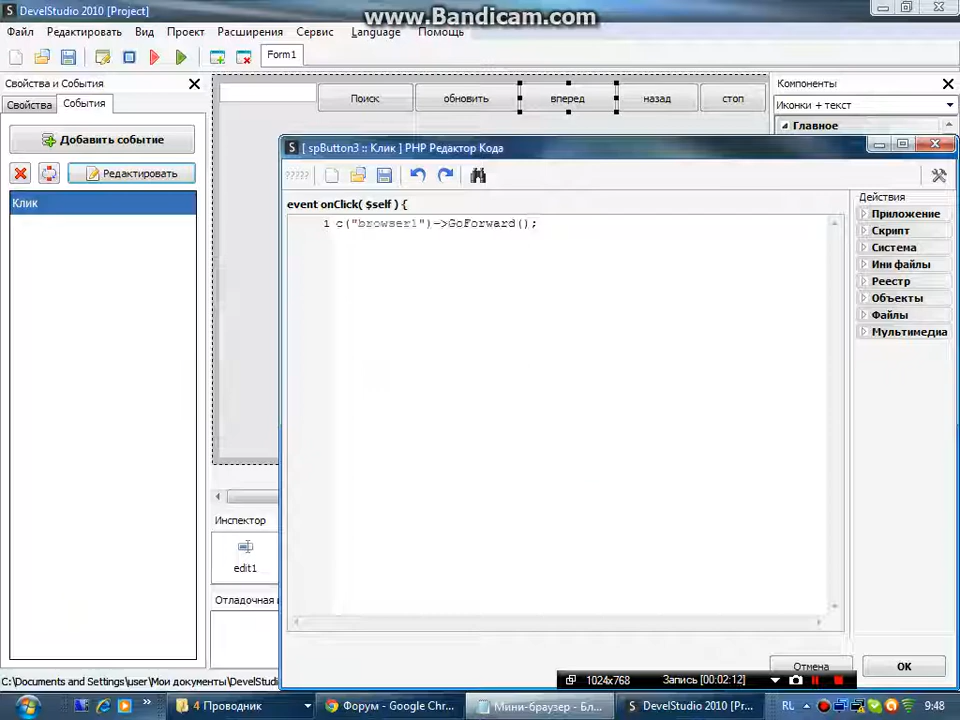 DevelStudio 2010 [Project]
www.Bandicam.com
Файл Редактировать Вид Проект Расширения Сервис Language Помощь
Form1
Свойства и События
Свойства События
Добавить событие
Редактировать
Клик
Поиск обновить вперед назад стоп
Компоненты
Иконки + текст
Главное
[ spButton3 :: Клик ] PHP Редактор Кода
?????
event onClick( $self ) {
1 c("browser1")->GoForward();
Действия
Приложение
Скрипт
Система
Ини файлы
Реестр
Объекты
Файлы
Мультимедиа
Инспектор
edit1
Отладочная
Отмена OK
C:\Documents and Settings\user\Мои документы\DevelStudi
1024x768 Запись [00:02:12]
4 Проводник Форум - Google Chr... Мини-браузер - Бл... DevelStudio 2010 [Pr... RL 9:48